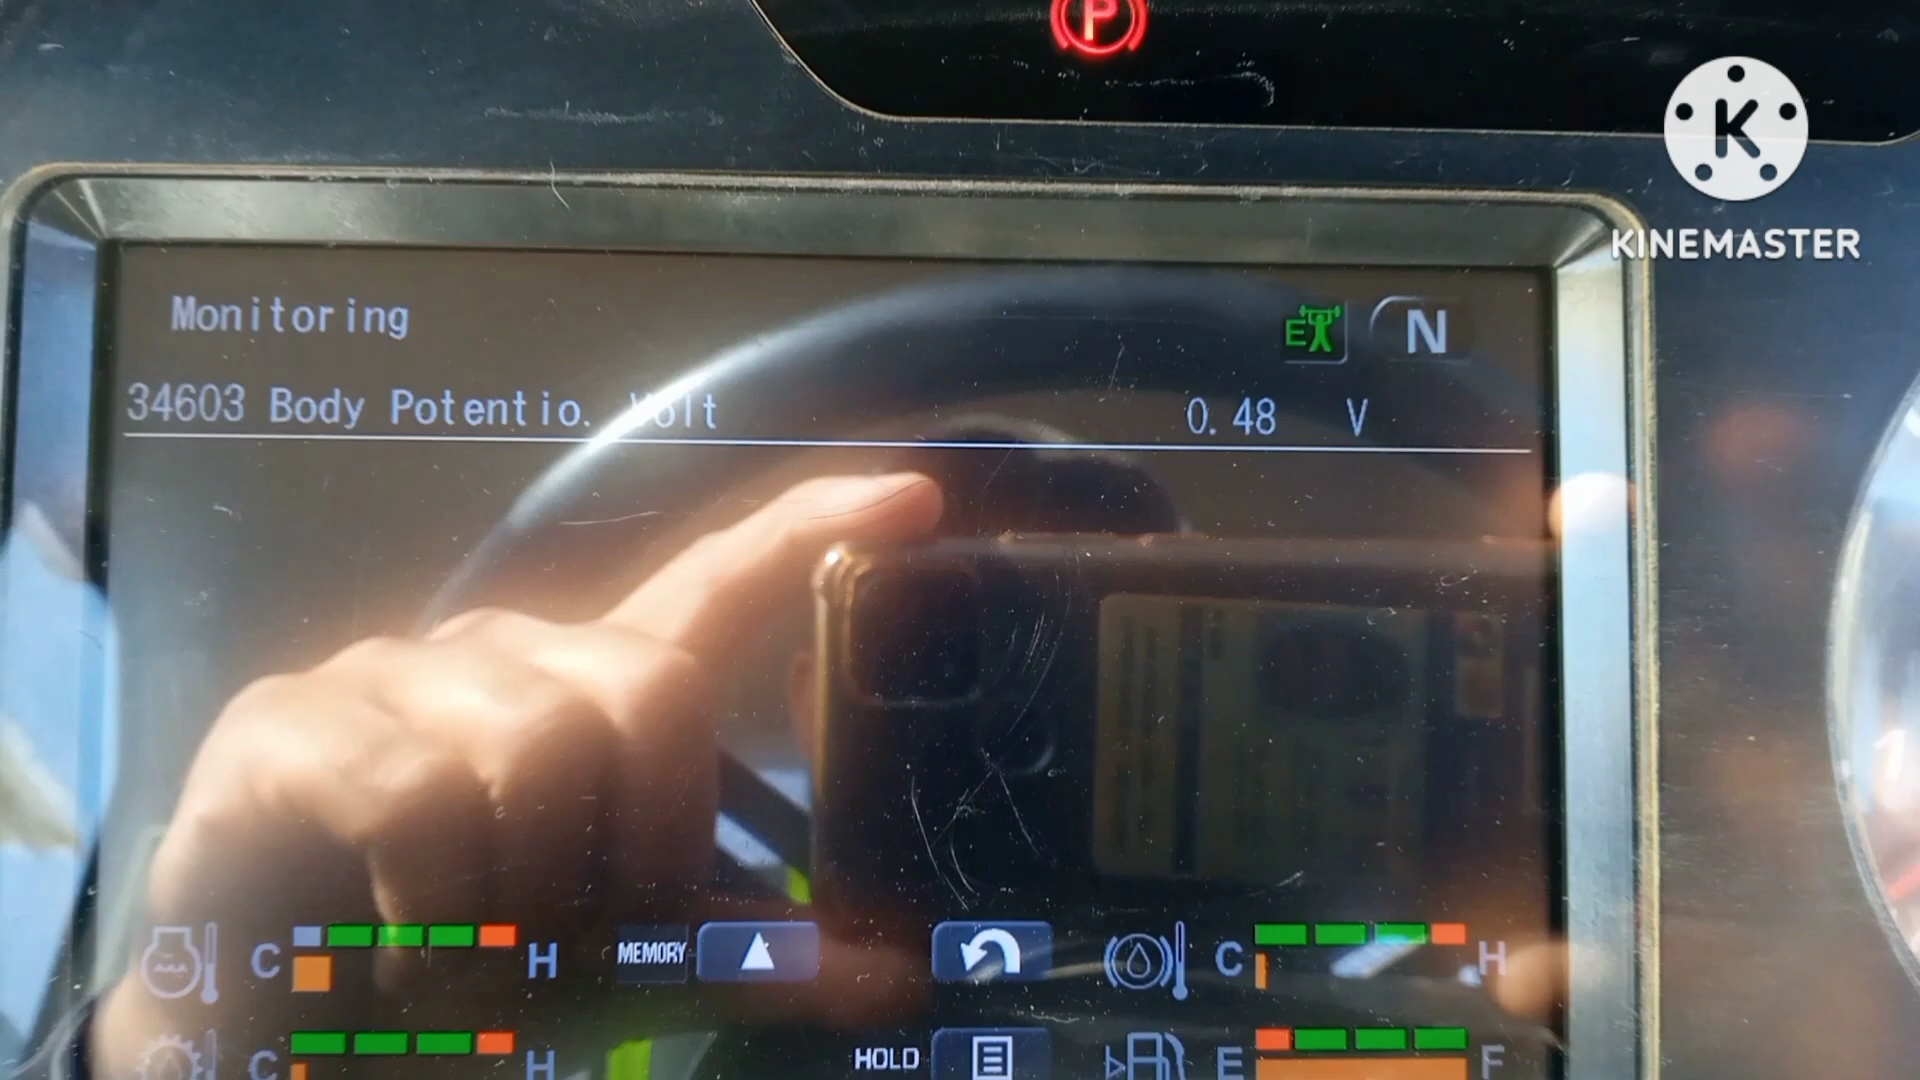 P
K
KINEMASTER
Monitoring
E N
34603 Body Potentio. Volt 0.48 V
C H MEMORY C H
C H HOLD E F